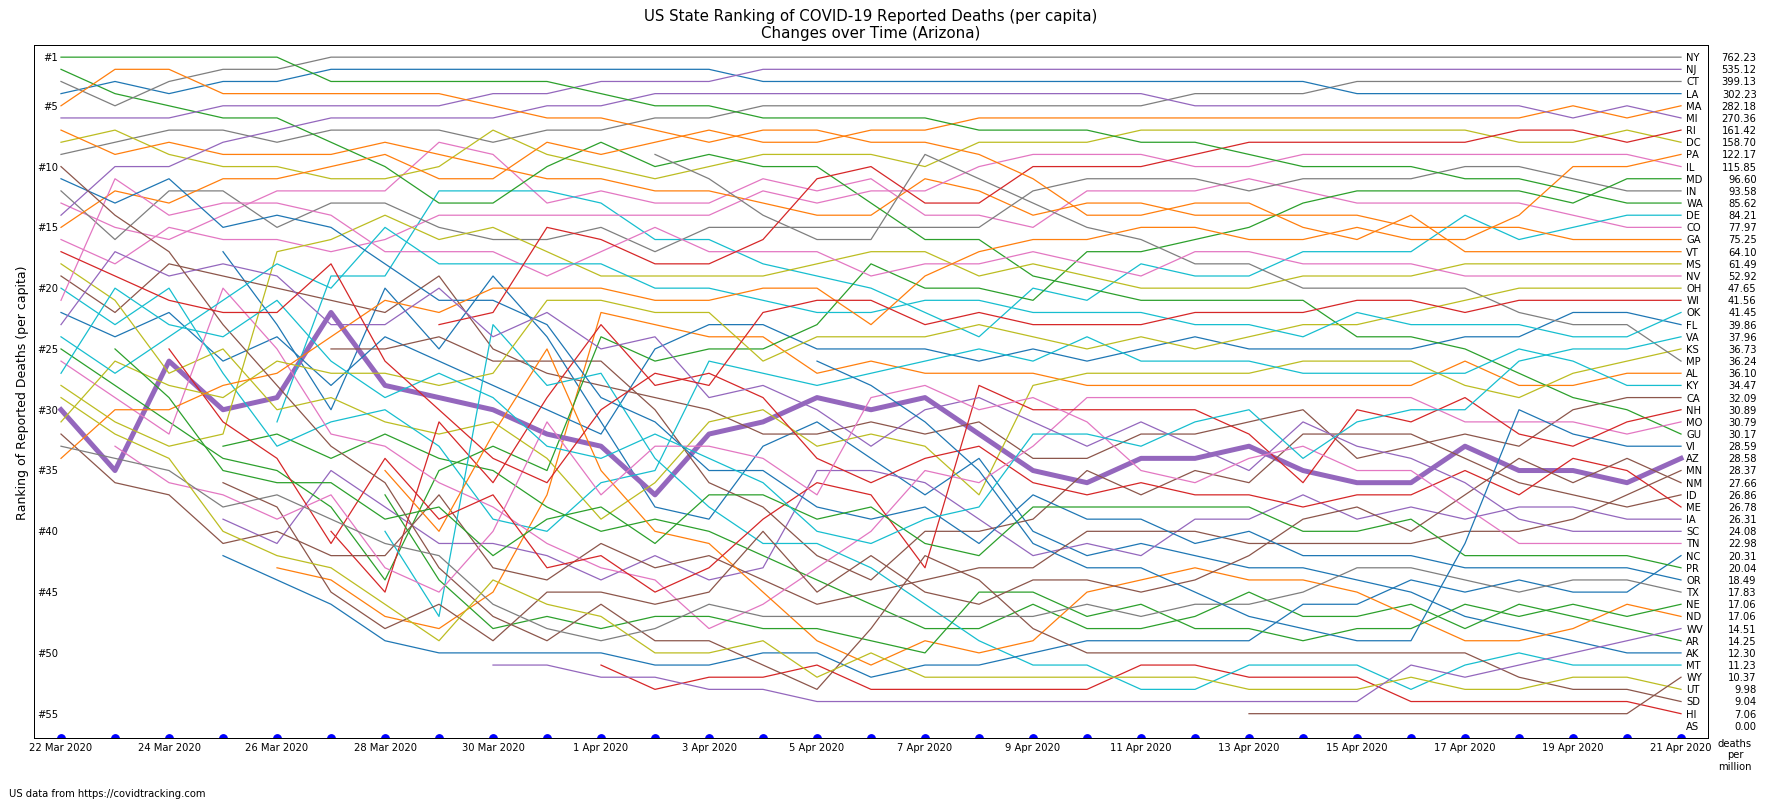 US State Ranking of COVID-19 Reported Deaths (per capita)
Changes over Time (Arizona)
Ranking of Reported Deaths (per capita)
#1
#5
#10
#15
#20
#25
#30
#35
#40
#45
#50
#55
NY 762.23
NJ 535.12
CT 399.13
LA 302.23
MA 282.18
MI 270.36
RI 161.42
DC 158.70
PA 122.17
IL 115.85
MD 96.60
IN 93.58
WA 85.62
DE 84.21
CO 77.97
GA 75.25
VT 64.10
MS 61.49
NV 52.92
OH 47.65
WI 41.56
OK 41.45
FL 39.86
VA 37.96
KS 36.73
MP 36.24
AL 36.10
KY 34.47
CA 32.09
NH 30.89
MO 30.79
GU 30.17
VI 28.59
AZ 28.58
MN 28.37
NM 27.66
ID 26.86
ME 26.78
IA 26.31
SC 24.08
TN 22.98
NC 20.31
PR 20.04
OR 18.49
TX 17.83
NE 17.06
ND 17.06
WV 14.51
AR 14.25
AK 12.30
MT 11.23
WY 10.37
UT 9.98
SD 9.04
HI 7.06
AS 0.00
22 Mar 2020 24 Mar 2020 26 Mar 2020 28 Mar 2020 30 Mar 2020 1 Apr 2020 3 Apr 2020 5 Apr 2020 7 Apr 2020 9 Apr 2020 11 Apr 2020 13 Apr 2020 15 Apr 2020 17 Apr 2020 19 Apr 2020 21 Apr 2020
deaths
per
million
US data from https://covidtracking.com